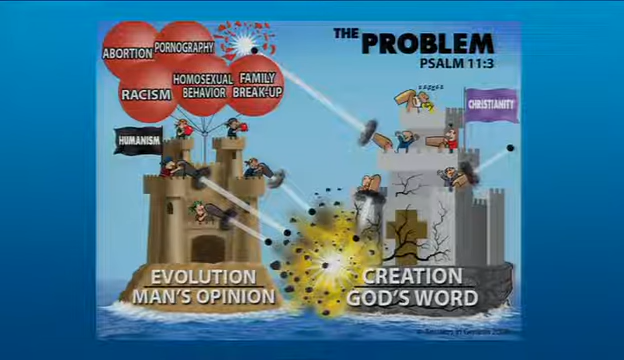 THE PROBLEM
PSALM 11:3
ABORTION
PORNOGRAPHY
RACISM
HOMOSEXUAL
BEHAVIOR
FAMILY
BREAK-UP
HUMANISM
CHRISTIANITY
EVOLUTION
MAN'S OPINION
CREATION
GOD'S WORD